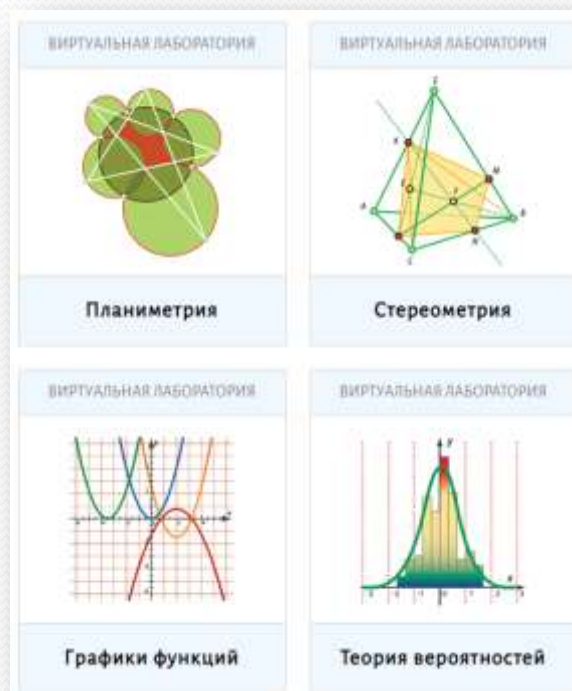 ВИРТУАЛЬНАЯ ЛАБОРАТОРИЯ
ВИРТУАЛЬНАЯ ЛАБОРАТОРИЯ
Планиметрия
Стереометрия
ВИРТУАЛЬНАЯ ЛАБОРАТОРИЯ
ВИРТУАЛЬНАЯ ЛАБОРАТОРИЯ
Графики функций
Теория вероятностей